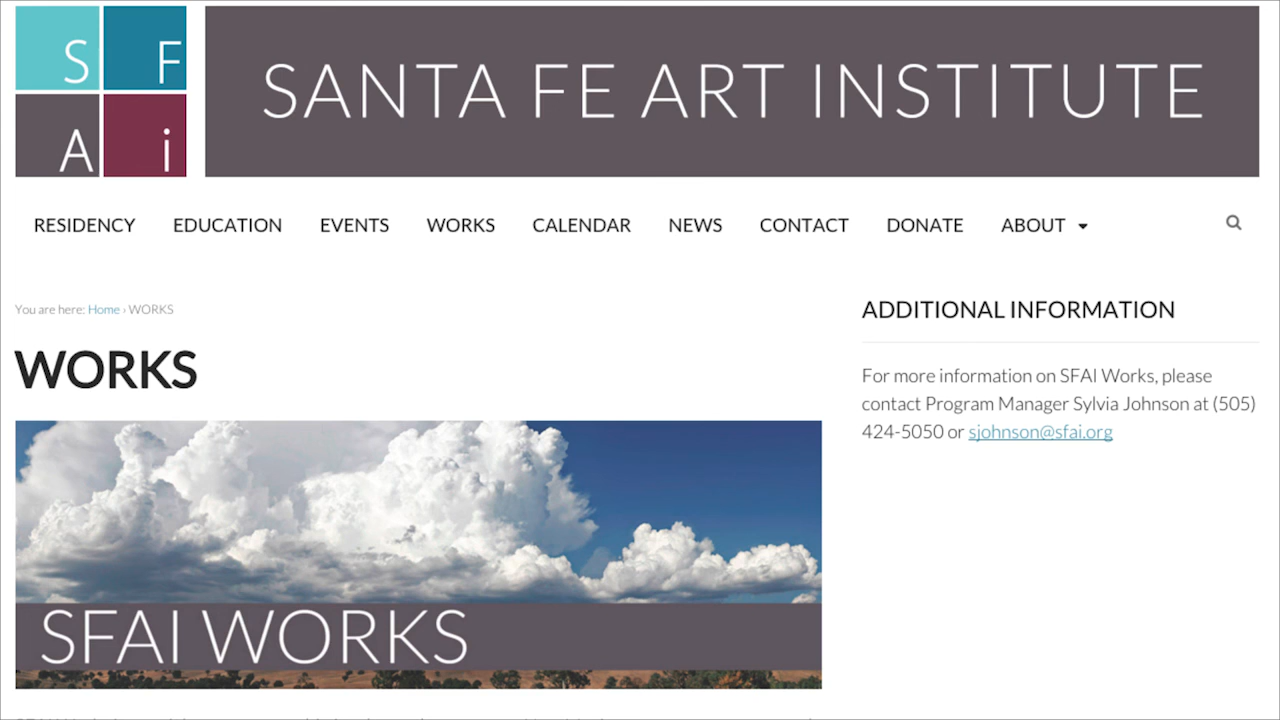 S F
A i
SANTA FE ART INSTITUTE
RESIDENCY EDUCATION EVENTS WORKS CALENDAR NEWS CONTACT DONATE ABOUT
You are here: Home › WORKS
WORKS
SFAI WORKS
ADDITIONAL INFORMATION
For more information on SFAI Works, please
contact Program Manager Sylvia Johnson at (505)
424-5050 or sjohnson@sfai.org